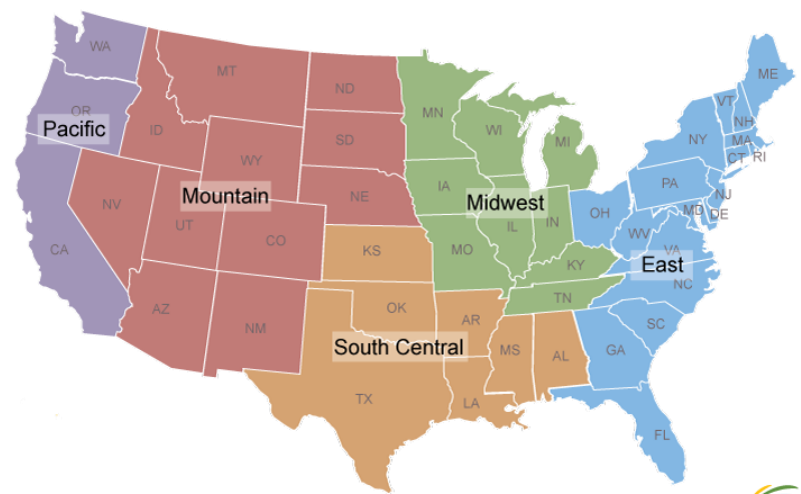 WA
OR
Pacific
CA
MT
ID
WY
NV
UT
CO
AZ
NM
ND
SD
NE
Mountain
MN
WI
MI
IA
IL
IN
MO
KY
TN
Midwest
KS
OK
AR
TX
LA
MS
AL
South Central
ME
VT
NH
NY
MA
CT
RI
PA
NJ
OH
MD
DE
WV
VA
East
NC
SC
GA
FL